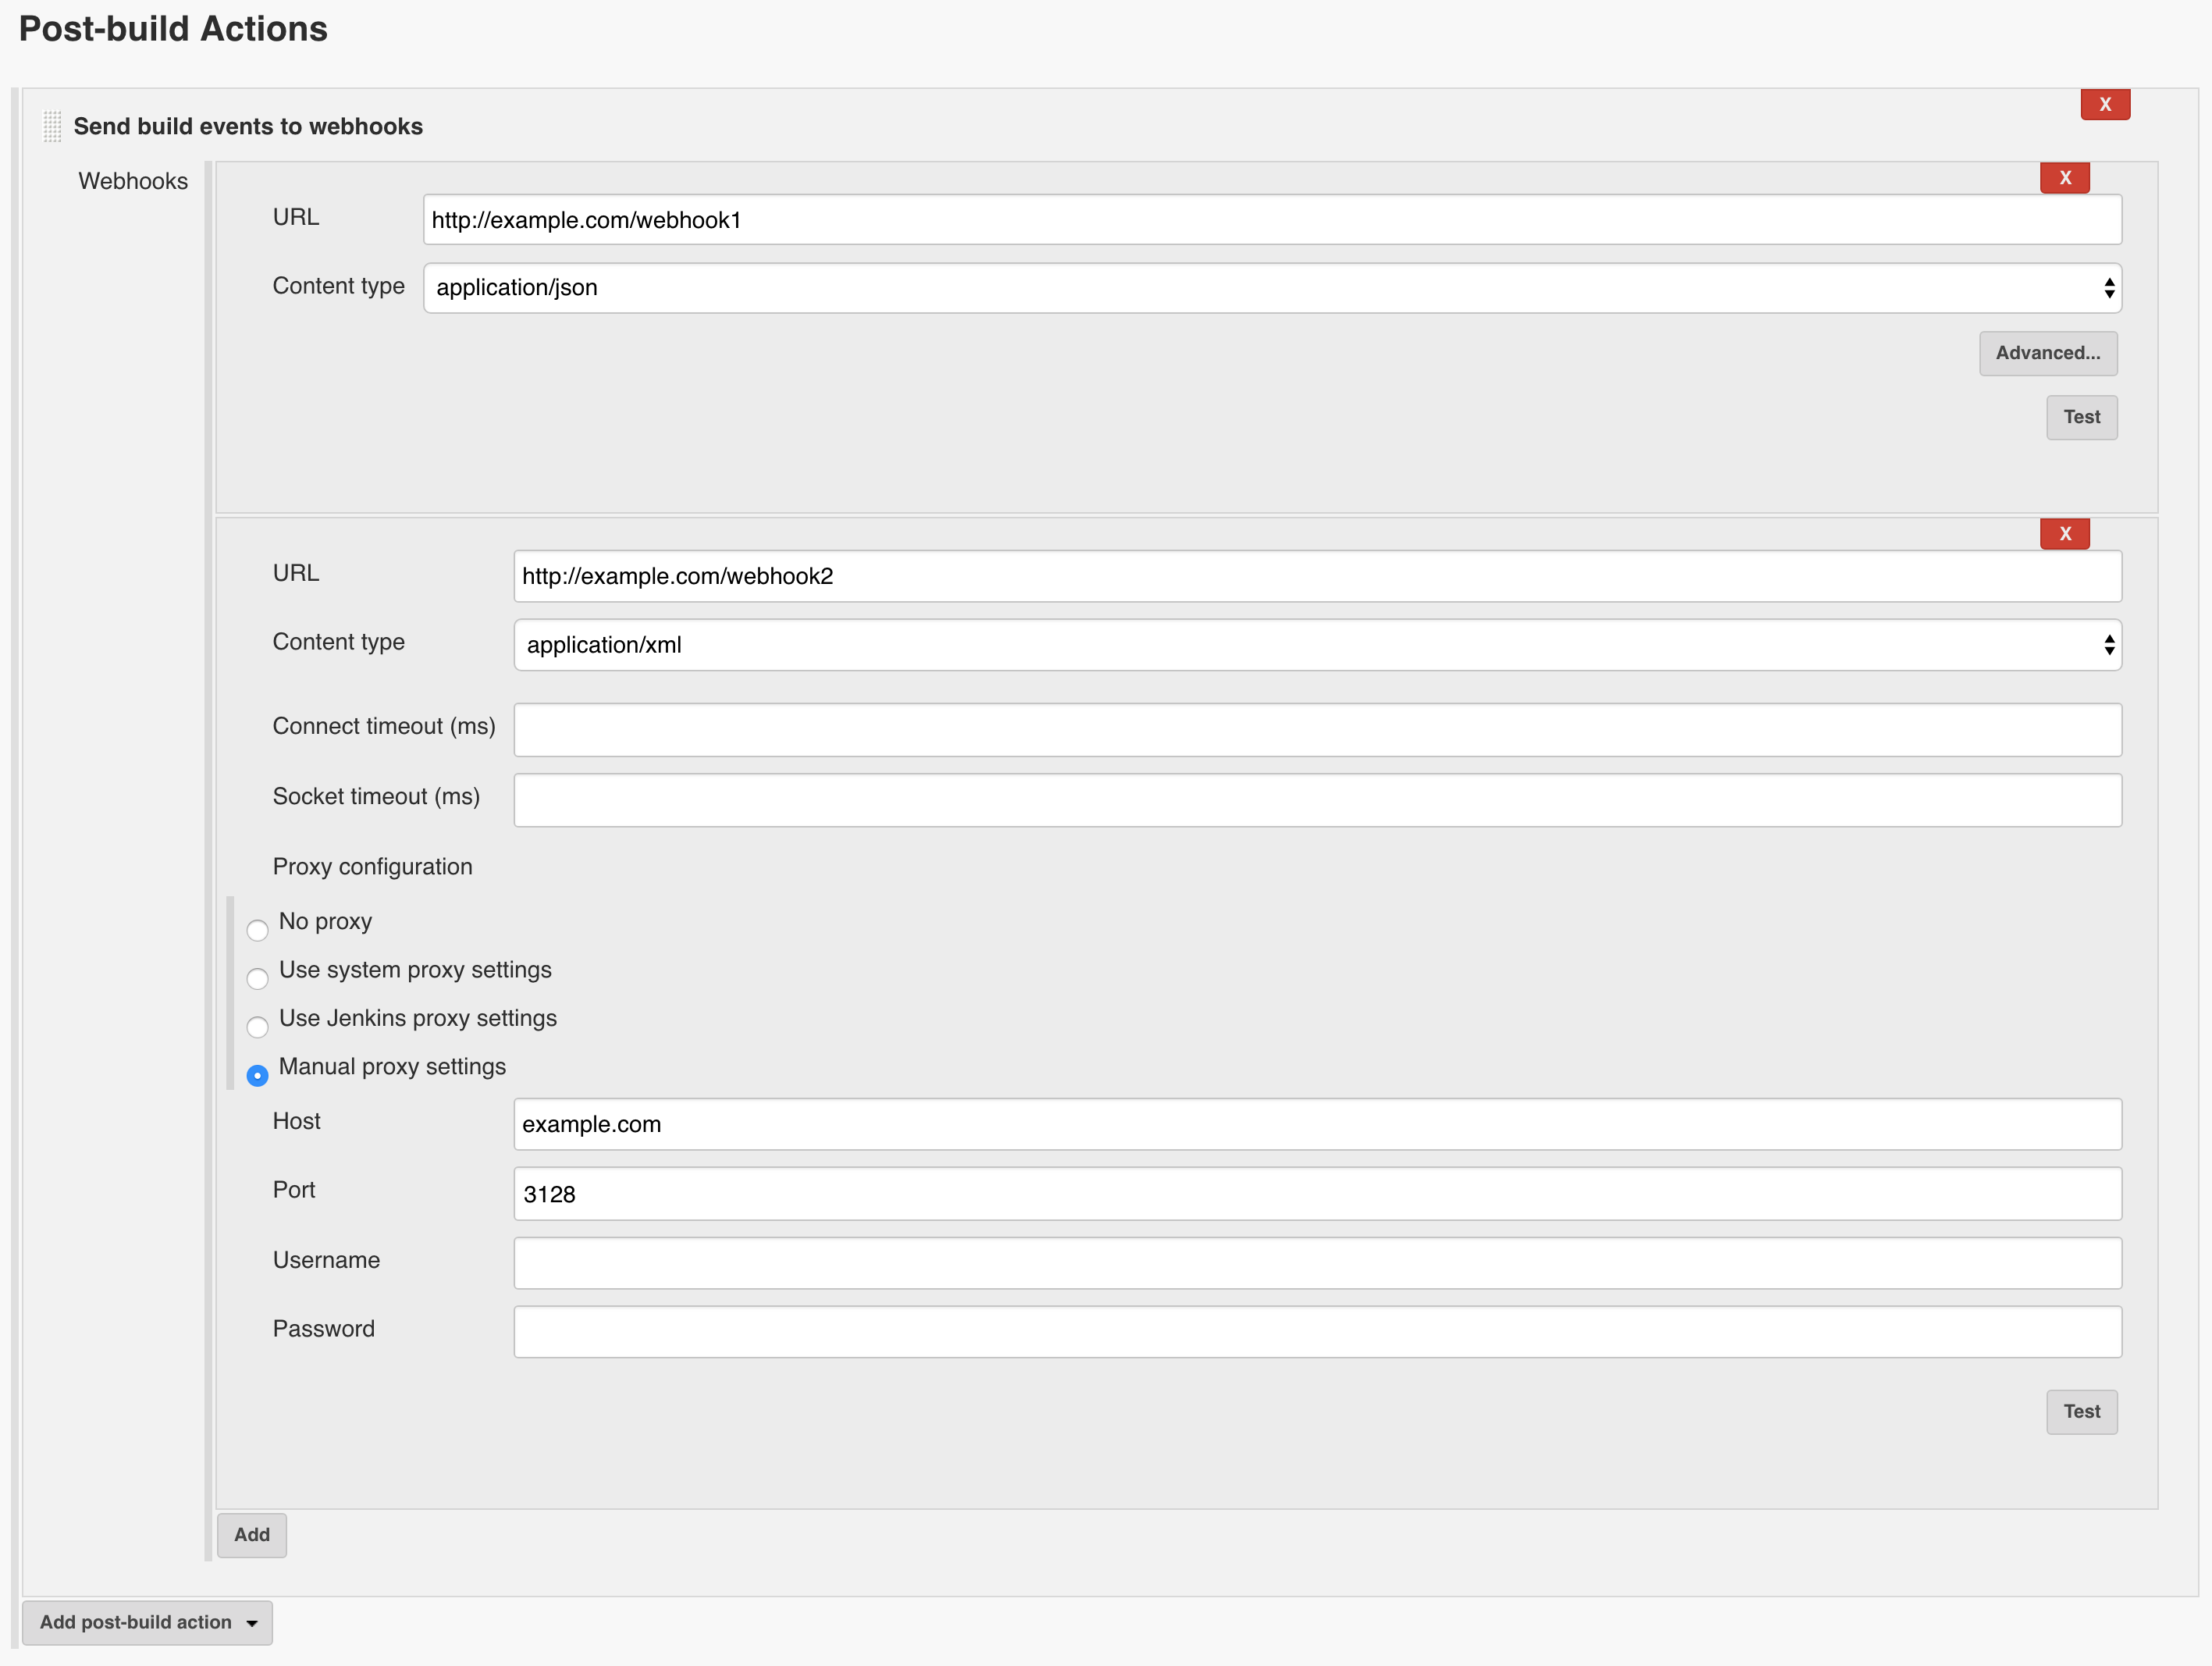 Post-build Actions
X
Send build events to webhooks
Webhooks
X
URL http://example.com/webhook1
Content type application/json
Advanced...
Test
X
URL http://example.com/webhook2
Content type application/xml
Connect timeout (ms)
Socket timeout (ms)
Proxy configuration
No proxy
Use system proxy settings
Use Jenkins proxy settings
Manual proxy settings
Host example.com
Port 3128
Username
Password
Test
Add
Add post-build action